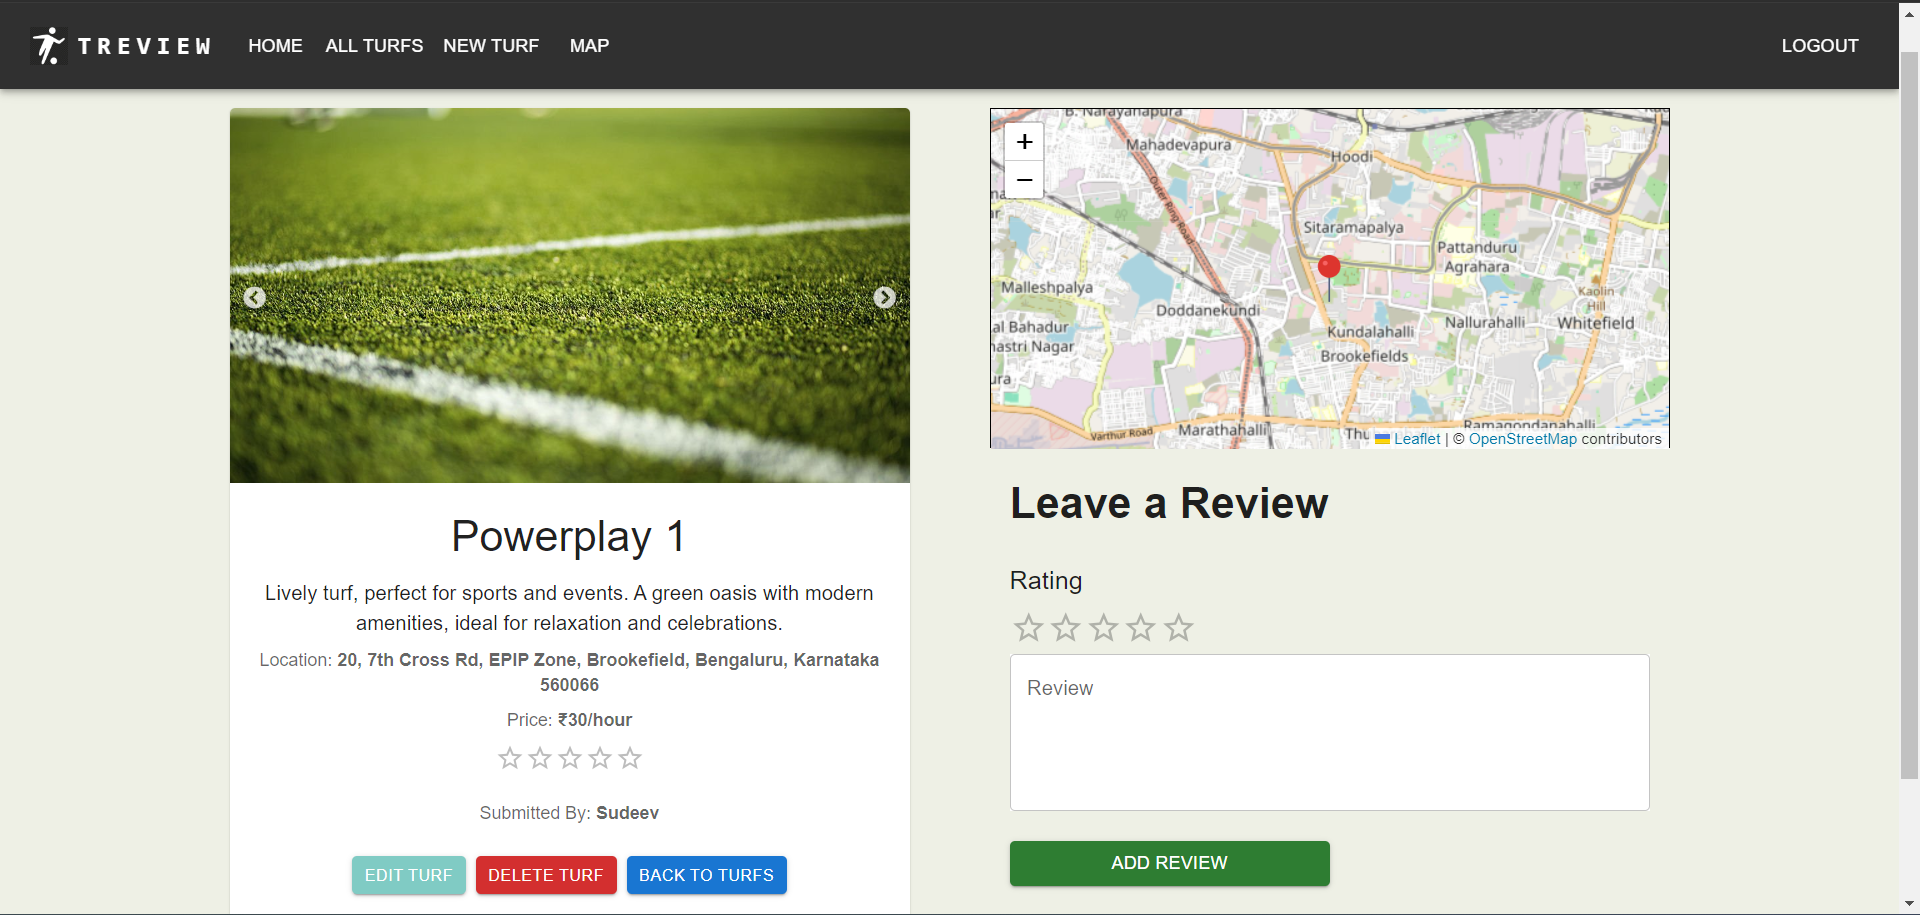 TREVIEW
HOME
ALL TURFS
NEW TURF
MAP
LOGOUT
Powerplay 1
Lively turf, perfect for sports and events. A green oasis with modern
amenities, ideal for relaxation and celebrations.
Location: 20, 7th Cross Rd, EPIP Zone, Brookefield, Bengaluru, Karnataka
560066
Price: ₹30/hour
Submitted By: Sudeev
EDIT TURF
DELETE TURF
BACK TO TURFS
+
−
B. Narayanapura
Mahadevapura
Hoodi
Outer Ring Road
Sitaramapalya
Pattanduru
Agrahara
Malleshpalya
Doddanekundi
Kaolin
Hill
al Bahadur
hastri Nagar
Kundalahalli
Nallurahalli
Whitefield
Brookefields
ura
Varthur Road
Marathahalli
Thu
Ramagondanahalli
Leaflet | © OpenStreetMap contributors
Leave a Review
Rating
Review
ADD REVIEW